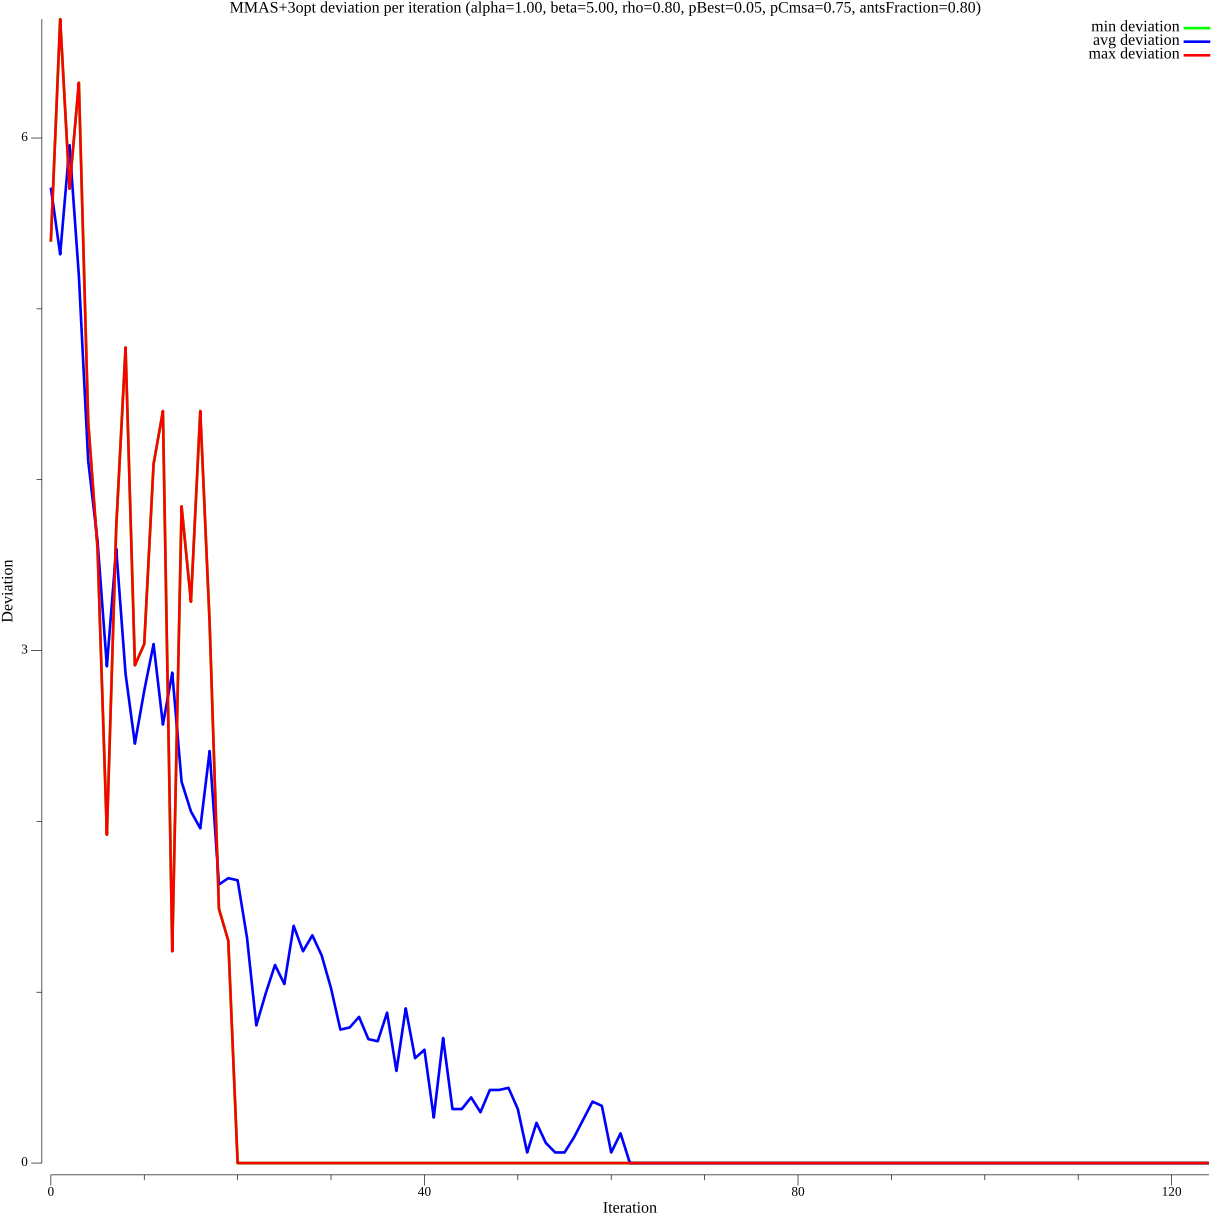 MMAS+3opt deviation per iteration (alpha=1.00, beta=5.00, rho=0.80, pBest=0.05, pCmsa=0.75, antsFraction=0.80)
min deviation
avg deviation
max deviation
6
3
0
Deviation
0
40
80
120
Iteration